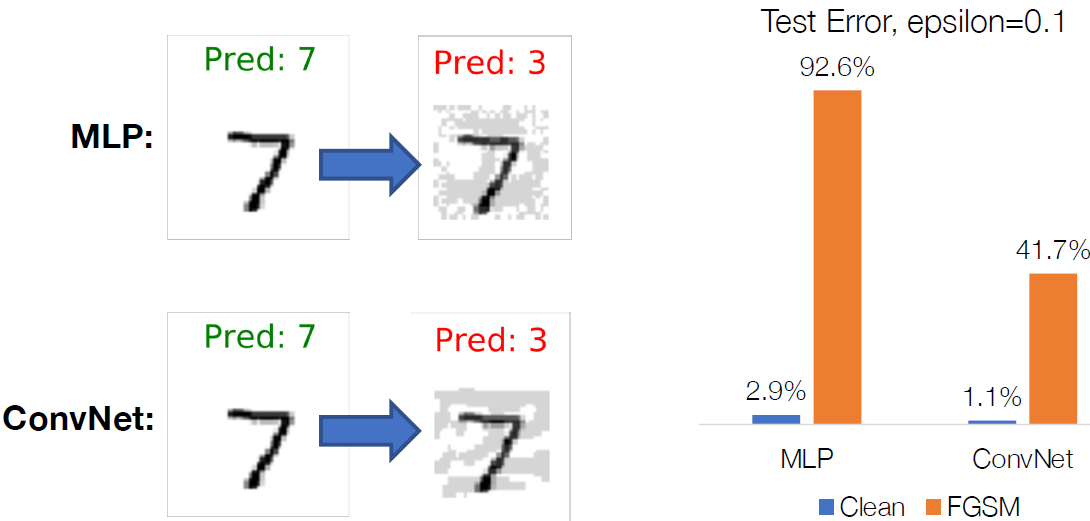 MLP:
Pred: 7
Pred: 3
ConvNet:
Pred: 7
Pred: 3
Test Error, epsilon=0.1
92.6%
2.9%
41.7%
1.1%
MLP
ConvNet
Clean
FGSM